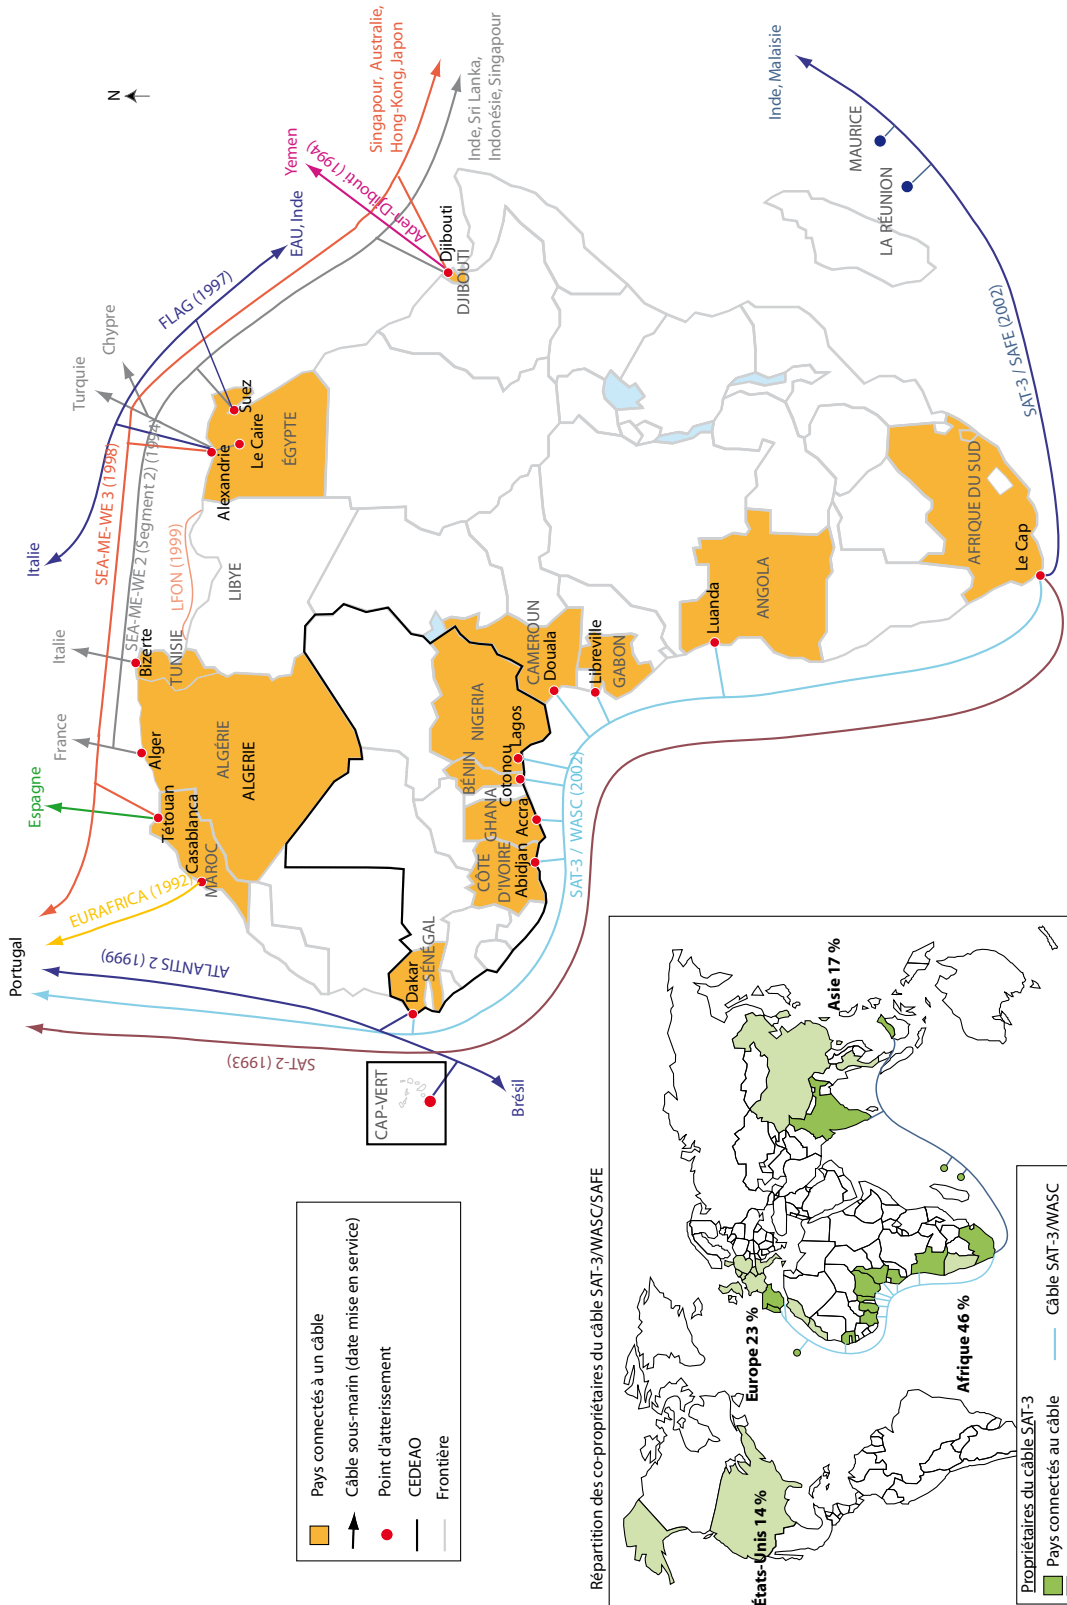 N
Portugal
Espagne
France
Italie
Italie
Turquie
Chypre
EAU, Inde
Yemen
Singapour, Australie,
Hong-Kong, Japon
Inde, Sri Lanka,
Indonésie, Singapour
Inde, Malaisie
Brésil
SAT-2 (1993)
ATLANTIS 2 (1999)
EURAFRICA (1992)
SEA-ME-WE 3 (1998)
SEA-ME-WE 2 (Segment 2) (1994)
LFON (1999)
FLAG (1997)
Aden-Djibouti (1994)
SAT-3 / WASC (2002)
SAT-3 / SAFE (2002)
CAP-VERT
Dakar
SÉNÉGAL
MAROC
Casablanca
Tétouan
Alger
ALGÉRIE
ALGERIE
Bizerte
TUNISIE
LIBYE
Alexandrie
Le Caire
Suez
ÉGYPTE
Djibouti
DJIBOUTI
CÔTE
D'IVOIRE
Abidjan
GHANA
Accra
BÉNIN
Cotonou
NIGERIA
Lagos
CAMEROUN
Douala
Libreville
GABON
Luanda
ANGOLA
AFRIQUE DU SUD
Le Cap
LA RÉUNION
MAURICE
Pays connectés à un câble
Câble sous-marin (date mise en service)
Point d'atterissement
CEDEAO
Frontière
Répartition des co-propriétaires du câble SAT-3/WASC/SAFE
États-Unis 14 %
Europe 23 %
Afrique 46 %
Asie 17 %
Propriétaires du câble SAT-3
Pays connectés au câble
Câble SAT-3/WASC